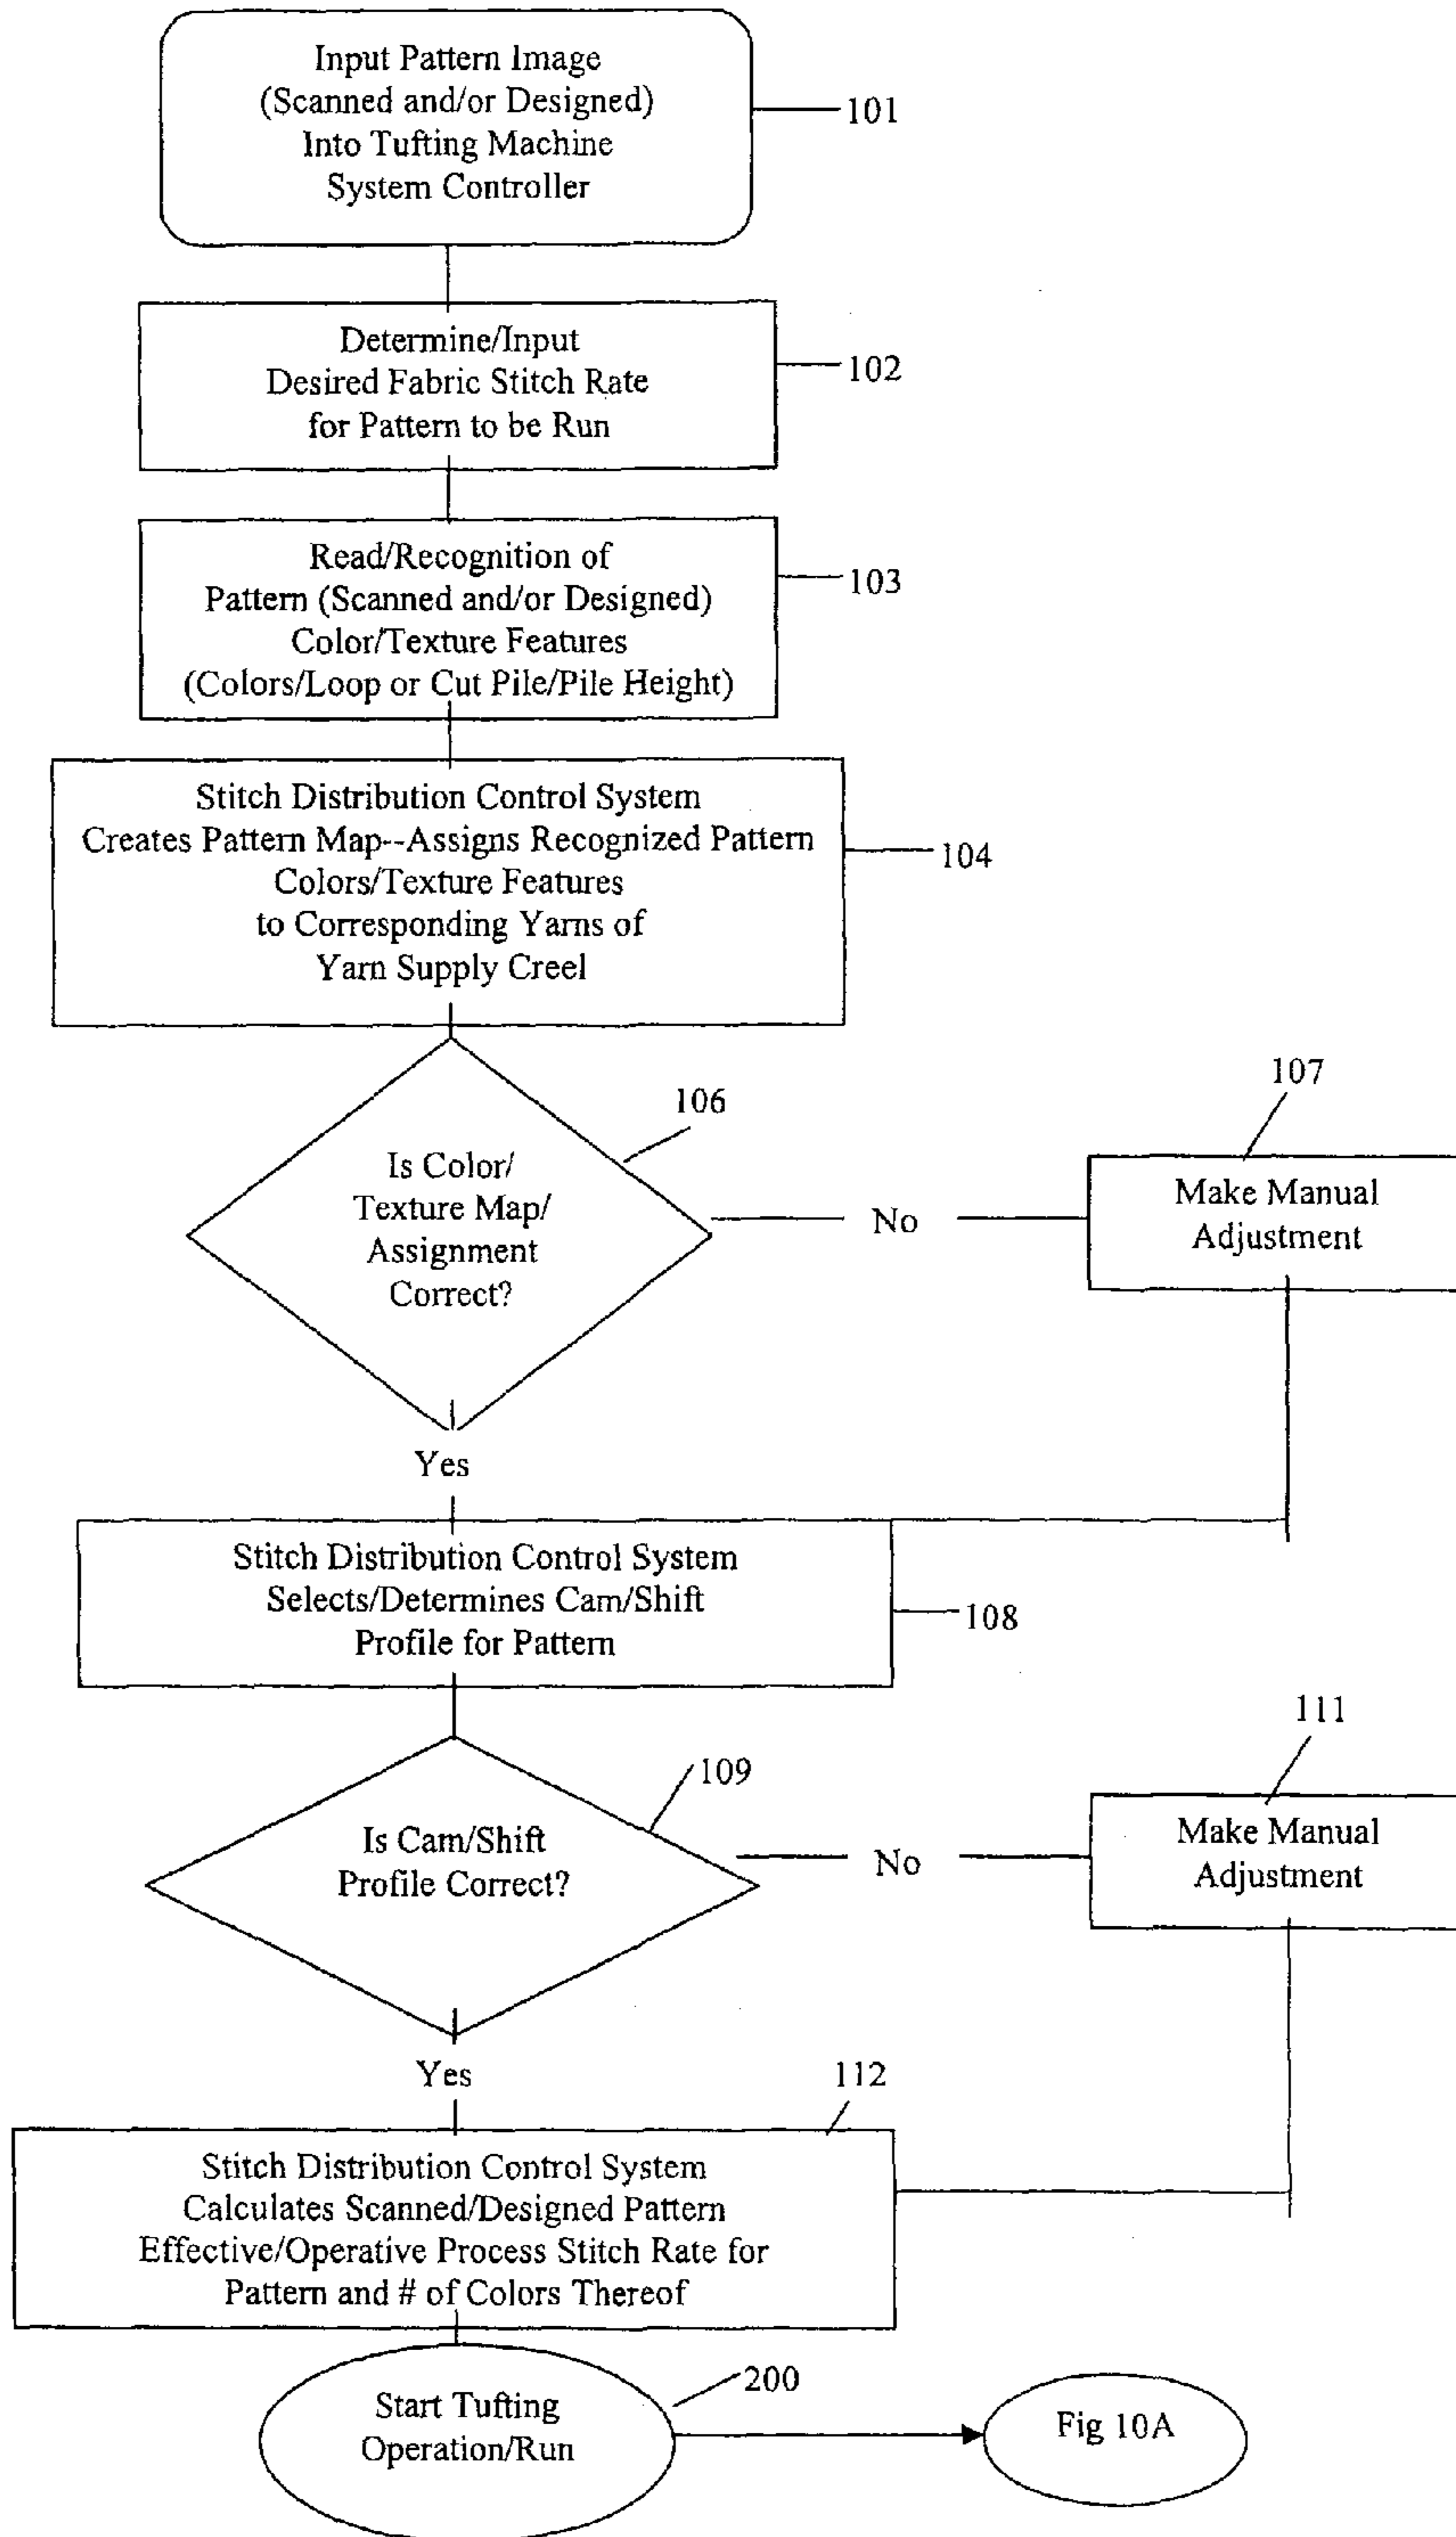 Input Pattern Image
(Scanned and/or Designed)
Into Tufting Machine
System Controller
101
Determine/Input
Desired Fabric Stitch Rate
for Pattern to be Run
102
Read/Recognition of
Pattern (Scanned and/or Designed)
Color/Texture Features
(Colors/Loop or Cut Pile/Pile Height)
103
Stitch Distribution Control System
Creates Pattern Map--Assigns Recognized Pattern
Colors/Texture Features
to Corresponding Yarns of
Yarn Supply Creel
104
106
Is Color/
Texture Map/
Assignment
Correct?
No
107
Make Manual
Adjustment
Yes
Stitch Distribution Control System
Selects/Determines Cam/Shift
Profile for Pattern
108
109
Is Cam/Shift
Profile Correct?
No
111
Make Manual
Adjustment
Yes
112
Stitch Distribution Control System
Calculates Scanned/Designed Pattern
Effective/Operative Process Stitch Rate for
Pattern and # of Colors Thereof
Start Tufting
Operation/Run
200
Fig 10A